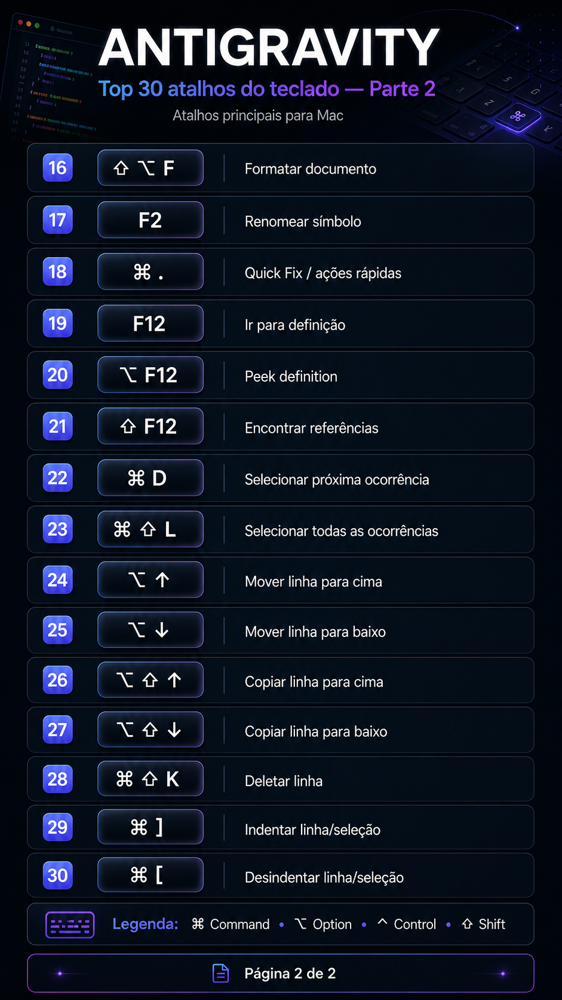 ANTIGRAVITY
Top 30 atalhos do teclado — Parte 2
Atalhos principais para Mac
16 ⇧ ⌥ F Formatar documento
17 F2 Renomear símbolo
18 ⌘ . Quick Fix / ações rápidas
19 F12 Ir para definição
20 ⌥ F12 Peek definition
21 ⇧ F12 Encontrar referências
22 ⌘ D Selecionar próxima ocorrência
23 ⌘ ⇧ L Selecionar todas as ocorrências
24 ⌥ ↑ Mover linha para cima
25 ⌥ ↓ Mover linha para baixo
26 ⌥ ⇧ ↑ Copiar linha para cima
27 ⌥ ⇧ ↓ Copiar linha para baixo
28 ⌘ ⇧ K Deletar linha
29 ⌘ ] Indentar linha/seleção
30 ⌘ [ Desindentar linha/seleção
Legenda: ⌘ Command • ⌥ Option • ^ Control • ⇧ Shift
Página 2 de 2